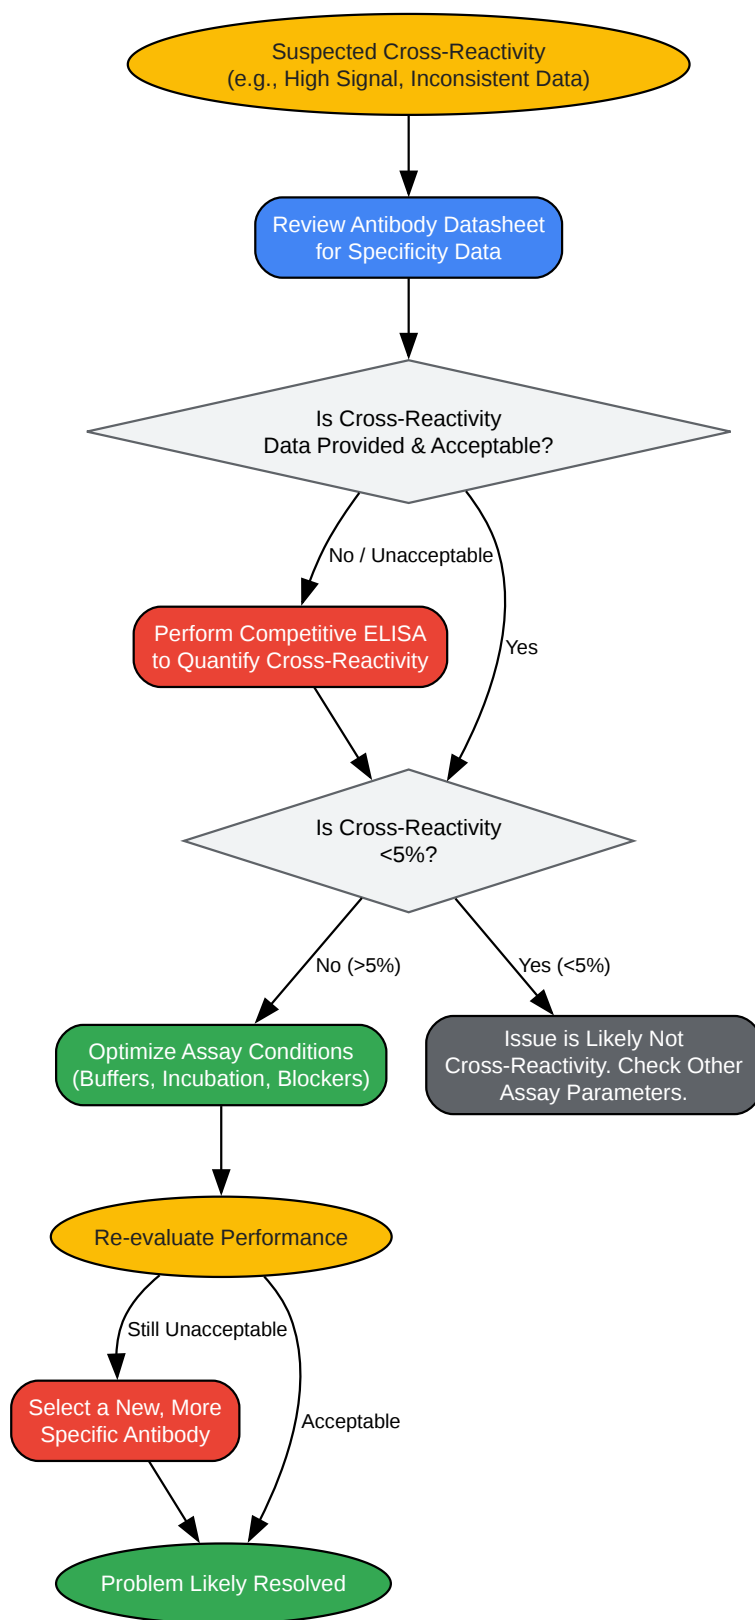 Suspected Cross-Reactivity
(e.g., High Signal, Inconsistent Data)
Review Antibody Datasheet
for Specificity Data
Is Cross-Reactivity
Data Provided & Acceptable?
No / Unacceptable
Perform Competitive ELISA
to Quantify Cross-Reactivity
Yes
Is Cross-Reactivity
<5%?
No (>5%)
Yes (<5%)
Optimize Assay Conditions
(Buffers, Incubation, Blockers)
Issue is Likely Not
Cross-Reactivity. Check Other
Assay Parameters.
Re-evaluate Performance
Still Unacceptable
Select a New, More
Specific Antibody
Acceptable
Problem Likely Resolved